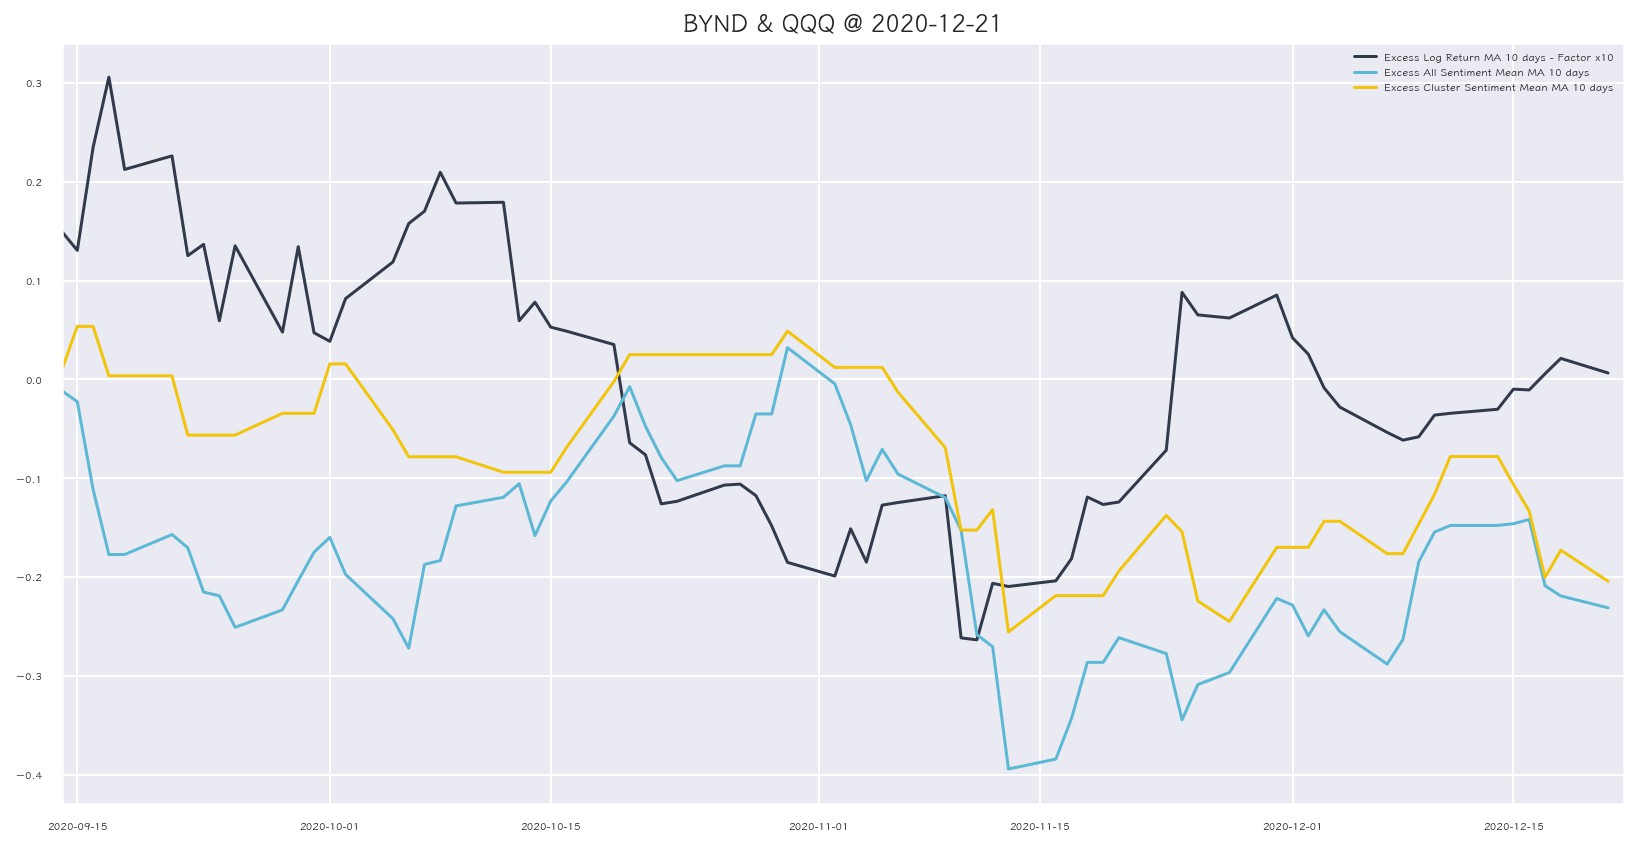 BYND & QQQ @ 2020-12-21
Excess Log Return MA 10 days - Factor x10
Excess All Sentiment Mean MA 10 days
Excess Cluster Sentiment Mean MA 10 days
0.3
0.2
0.1
0.0
−0.1
−0.2
−0.3
−0.4
2020-09-15 2020-10-01 2020-10-15 2020-11-01 2020-11-15 2020-12-01 2020-12-15